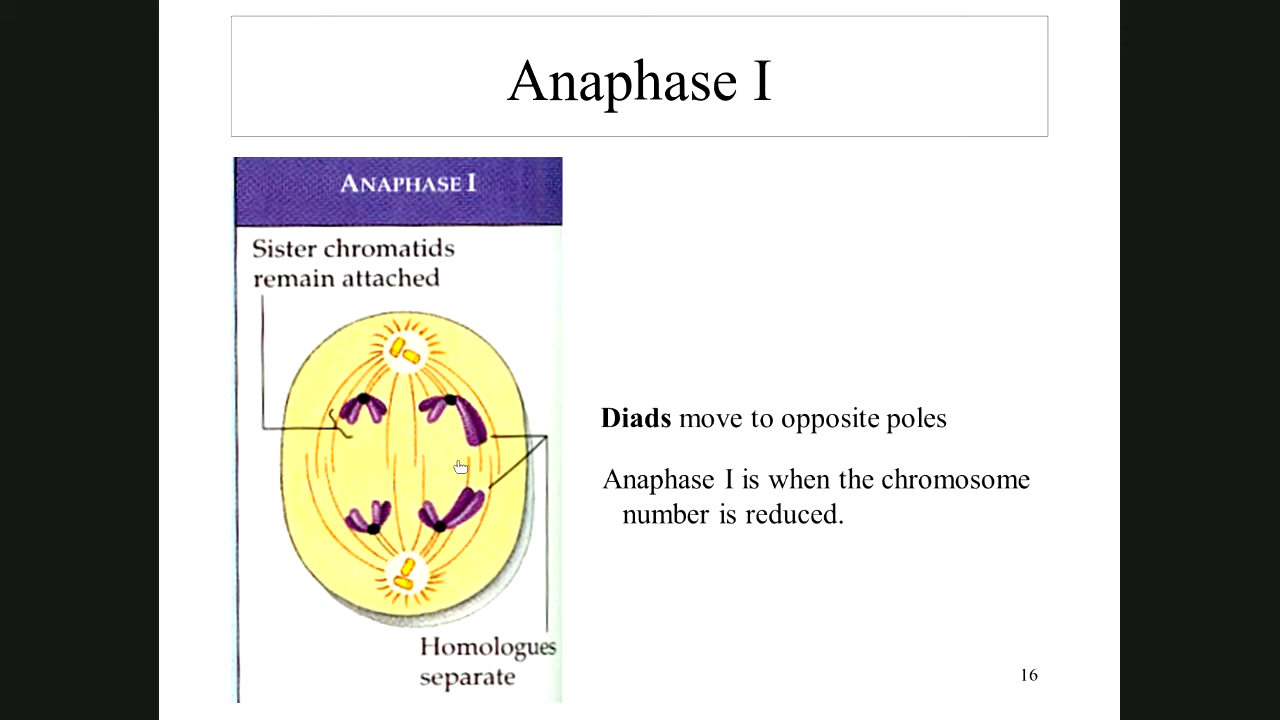 Anaphase I
ANAPHASE I
Sister chromatids
remain attached
Diads move to opposite poles
Anaphase I is when the chromosome
number is reduced.
Homologues
separate
16